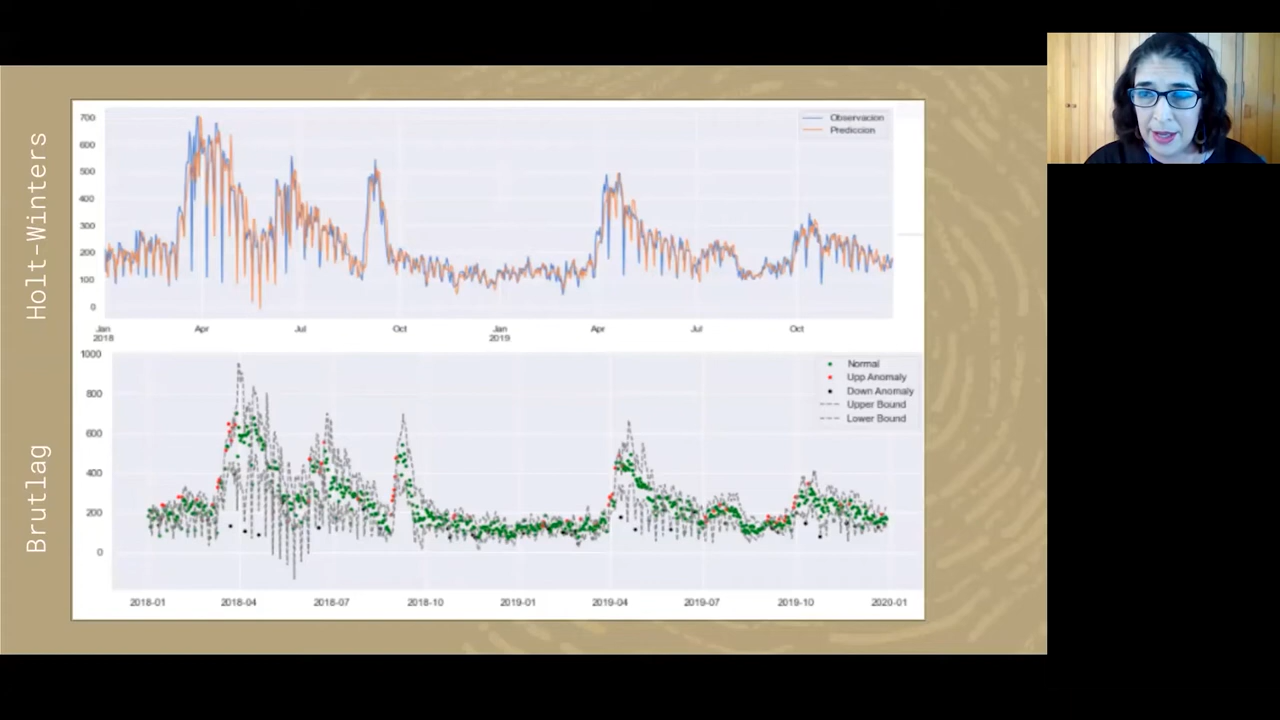 Holt-Winters
700
600
500
400
300
200
100
0
Observacion
Prediccion
Jan
2018
Apr
Jul
Oct
Jan
2019
Apr
Jul
Oct
Brutlag
1000
800
600
400
200
0
Normal
Upp Anomaly
Down Anomaly
Upper Bound
Lower Bound
2018-01
2018-04
2018-07
2018-10
2019-01
2019-04
2019-07
2019-10
2020-01